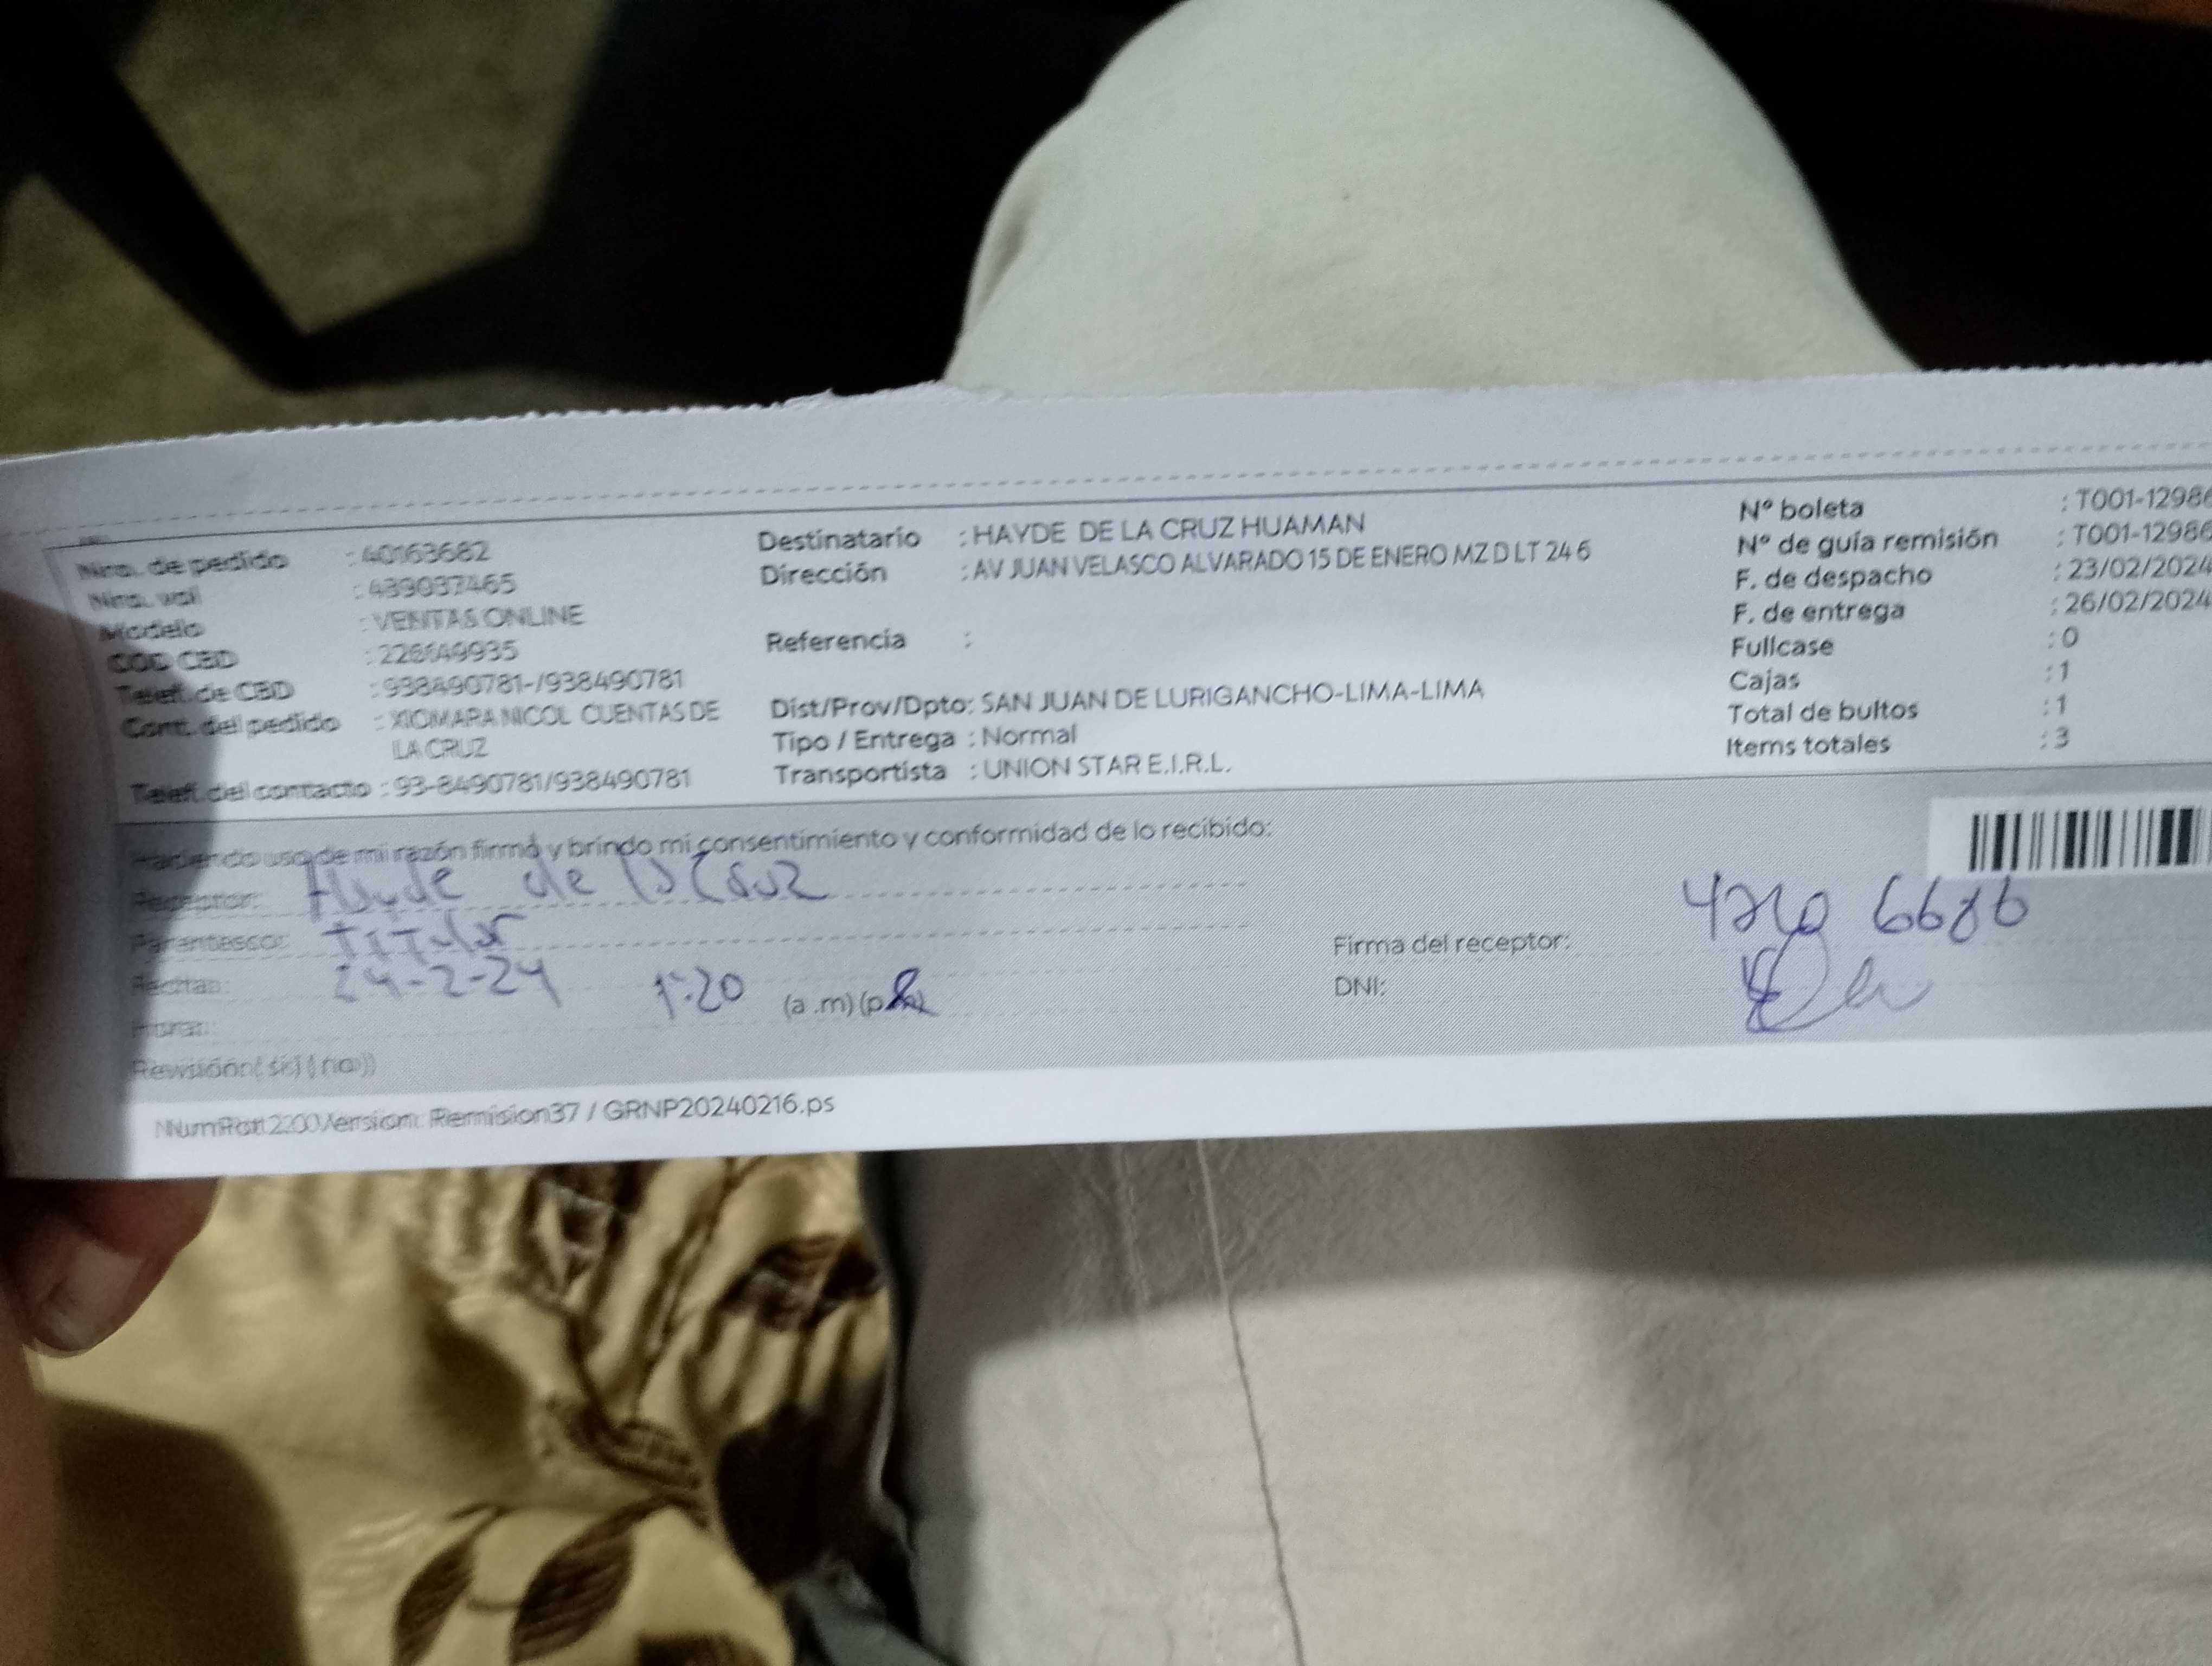 Nro. de pedido : 40163682
Nro. vol : 439037465
Modelo : VENTAS ONLINE
COD CBD : 226149935
Telef. de CBD : 938490781-/938490781
Cont. del pedido : XIOMARA NICOL CUENTAS DE
LA CRUZ
Telef. del contacto : 93-8490781/938490781
Destinatario : HAYDE DE LA CRUZ HUAMAN
Dirección : AV JUAN VELASCO ALVARADO 15 DE ENERO MZ D LT 24 6
Referencia :
Dist/Prov/Dpto: SAN JUAN DE LURIGANCHO-LIMA-LIMA
Tipo / Entrega : Normal
Transportista : UNION STAR E.I.R.L.
Nº boleta : T001-12986
Nº de guía remisión : T001-12986
F. de despacho : 23/02/2024
F. de entrega : 26/02/2024
Fullcase : 0
Cajas : 1
Total de bultos : 1
Items totales : 3
Haciendo uso de mi razón firmo y brindo mi consentimiento y conformidad de lo recibido:
Receptor: Hayde de la Cruz
Parentesco: Titular
Fecha: 24-2-24
Hora: 1:20 (a .m) (p
Revisión( si) ( no)
Firma del receptor:
DNI:
Version: Remision37 / GRNP20240216.ps